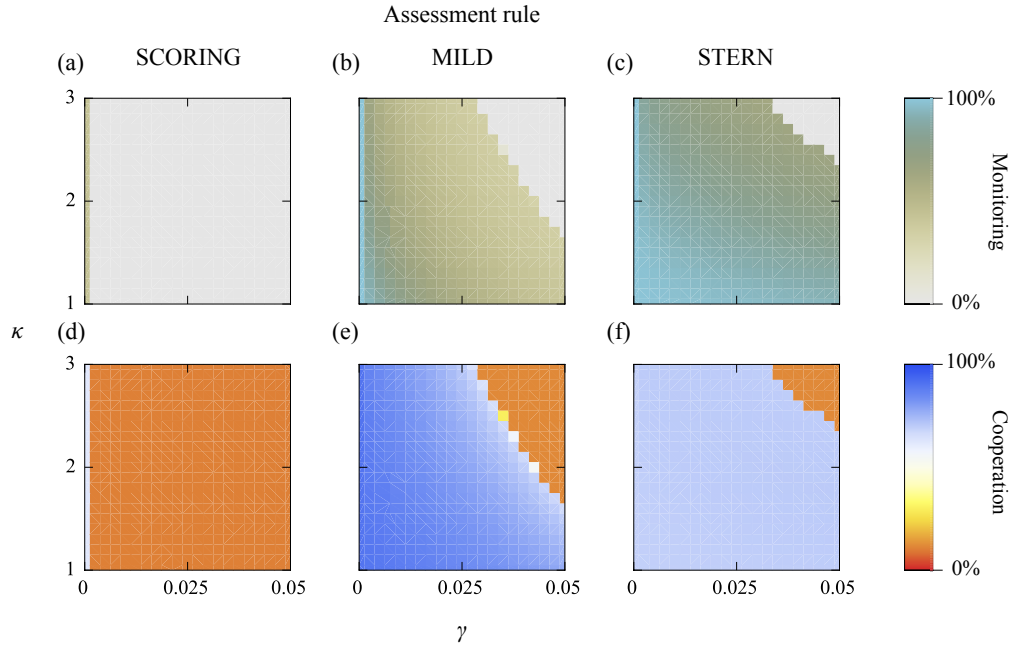 Assessment rule
(a) SCORING (b) MILD (c) STERN
3
2
1
100%
Monitoring
0%
κ
(d) (e) (f)
3
2
1
100%
Cooperation
0%
0 0.025 0.05 0 0.025 0.05 0 0.025 0.05
γ